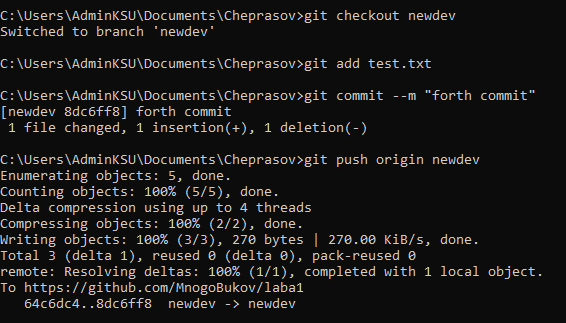 C:\Users\AdminKSU\Documents\Cheprasov>git checkout newdev
Switched to branch 'newdev'
C:\Users\AdminKSU\Documents\Cheprasov>git add test.txt
C:\Users\AdminKSU\Documents\Cheprasov>git commit --m "forth commit"
[newdev 8dc6ff8] forth commit
 1 file changed, 1 insertion(+), 1 deletion(-)
C:\Users\AdminKSU\Documents\Cheprasov>git push origin newdev
Enumerating objects: 5, done.
Counting objects: 100% (5/5), done.
Delta compression using up to 4 threads
Compressing objects: 100% (2/2), done.
Writing objects: 100% (3/3), 270 bytes | 270.00 KiB/s, done.
Total 3 (delta 1), reused 0 (delta 0), pack-reused 0
remote: Resolving deltas: 100% (1/1), completed with 1 local object.
To https://github.com/MnogoBukov/laba1
   64c6dc4..8dc6ff8  newdev -> newdev